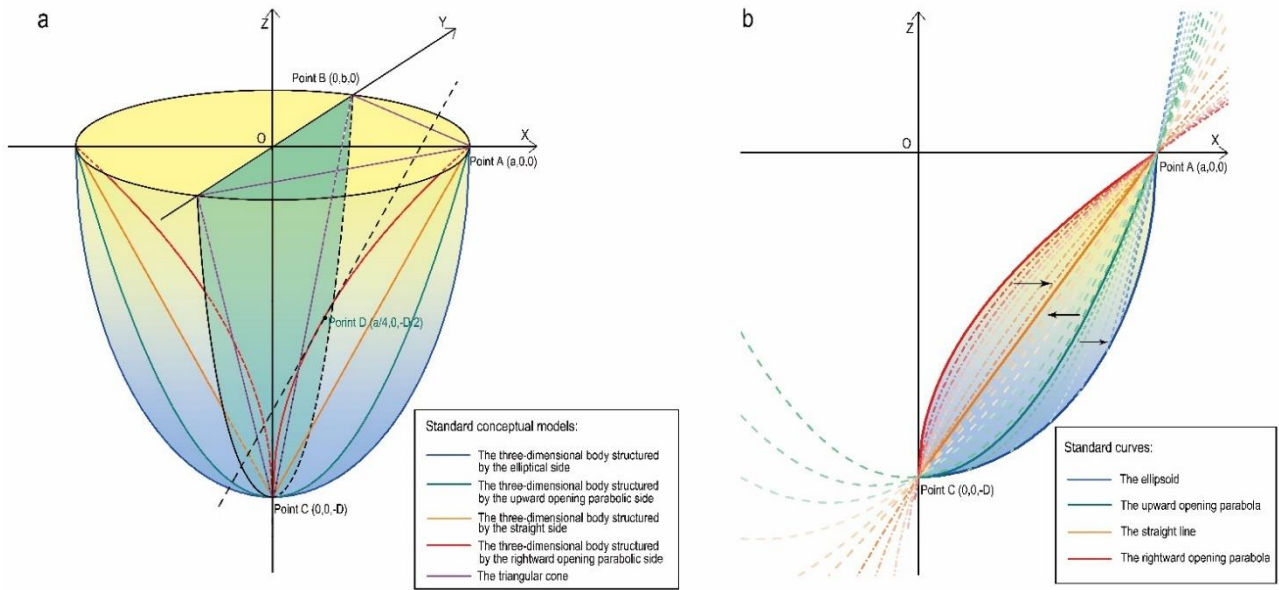 a
Z
Y
Point B (0,b,0)
O
X
Point A (a,0,0)
Porint D (a/4,0,-D/2)
Point C (0,0,-D)
Standard conceptual models:
The three-dimensional body structured
by the elliptical side
The three-dimensional body structured
by the upward opening parabolic side
The three-dimensional body structured
by the straight side
The three-dimensional body structured
by the rightward opening parabolic side
The triangular cone
b
Z
O
X
Point A (a,0,0)
Point C (0,0,-D)
Standard curves:
The ellipsoid
The upward opening parabola
The straight line
The rightward opening parabola